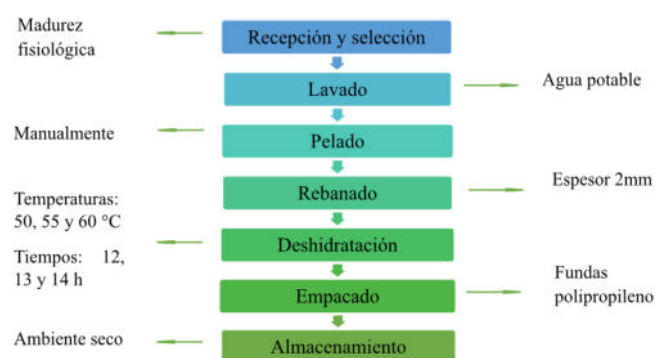 Madurez
fisiológica
Recepción y selección
Lavado
Agua potable
Manualmente
Pelado
Rebanado
Espesor 2mm
Temperaturas:
50, 55 y 60 °C
Tiempos: 12,
13 y 14 h
Deshidratación
Empacado
Fundas
polipropileno
Ambiente seco
Almacenamiento